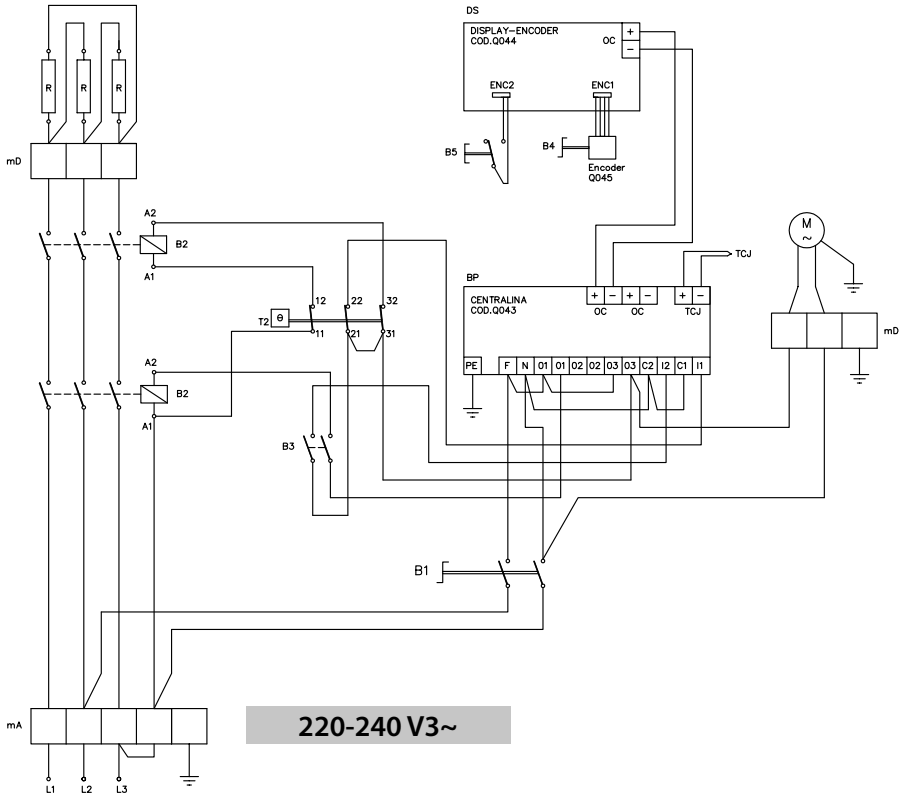 DS
DISPLAY-ENCODER
COD.Q044
OC
+
−
ENC2
ENC1
B5
B4
Encoder
Q045
R R R
mD
A2
B2
A1
12 22 32
T2 θ
11 21 31
A2
B2
A1
B3
M
~
TCJ
BP
CENTRALINA
COD.Q043
+ − + − + −
OC OC TCJ
PE F N 01 01 02 02 03 03 C2 I2 C1 I1
mD
B1
mA
220-240 V3~
L1 L2 L3